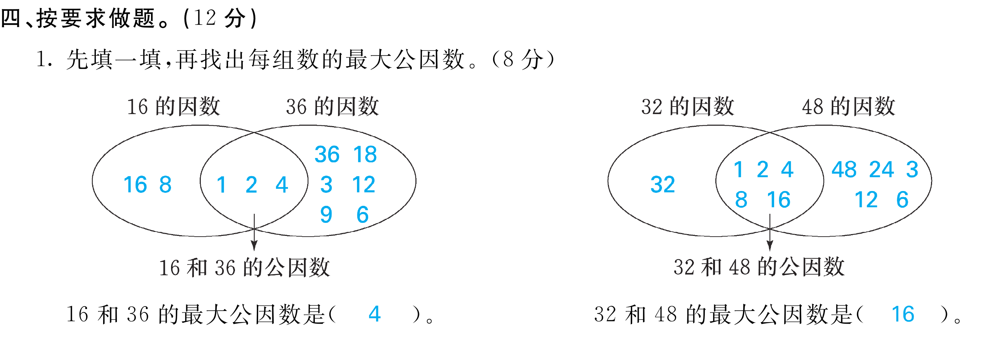 四、按要求做题。(12 分)
1. 先填一填,再找出每组数的最大公因数。(8 分)
16 的因数 36 的因数
36 18
16 8 1 2 4 3 12
9 6
16 和 36 的公因数
16 和 36 的最大公因数是( 4 )。
32 的因数 48 的因数
1 2 4 48 24 3
32
8 16 12 6
32 和 48 的公因数
32 和 48 的最大公因数是( 16 )。